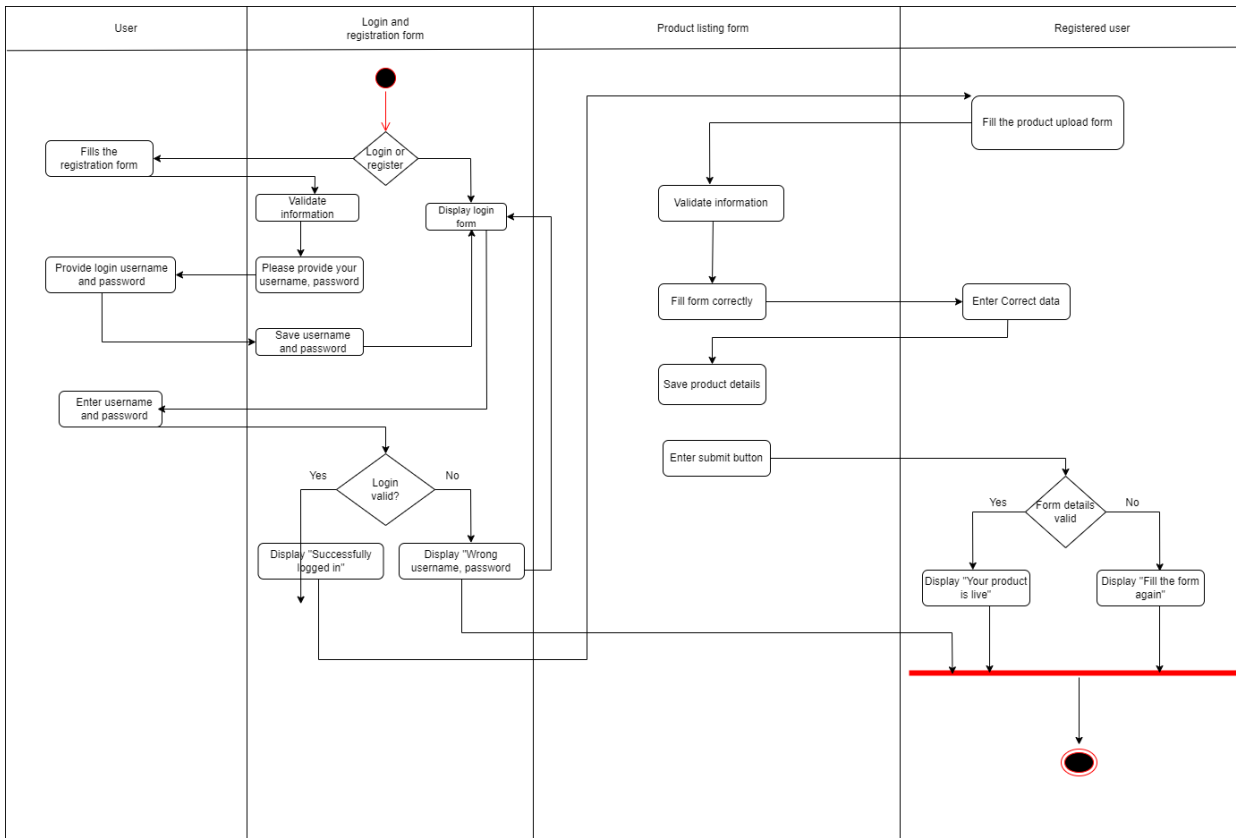 User
Login and
registration form
Product listing form
Registered user
Login or
register
Fills the
registration form
Validate
information
Display login
form
Provide login username
and password
Please provide your
username, password
Save username
and password
Enter username
and password
Login
valid?
Yes
No
Display "Successfully
logged in"
Display "Wrong
username, password
Fill the product upload form
Validate information
Fill form correctly
Enter Correct data
Save product details
Enter submit button
Form details
valid
Yes
No
Display "Your product
is live"
Display "Fill the form
again"